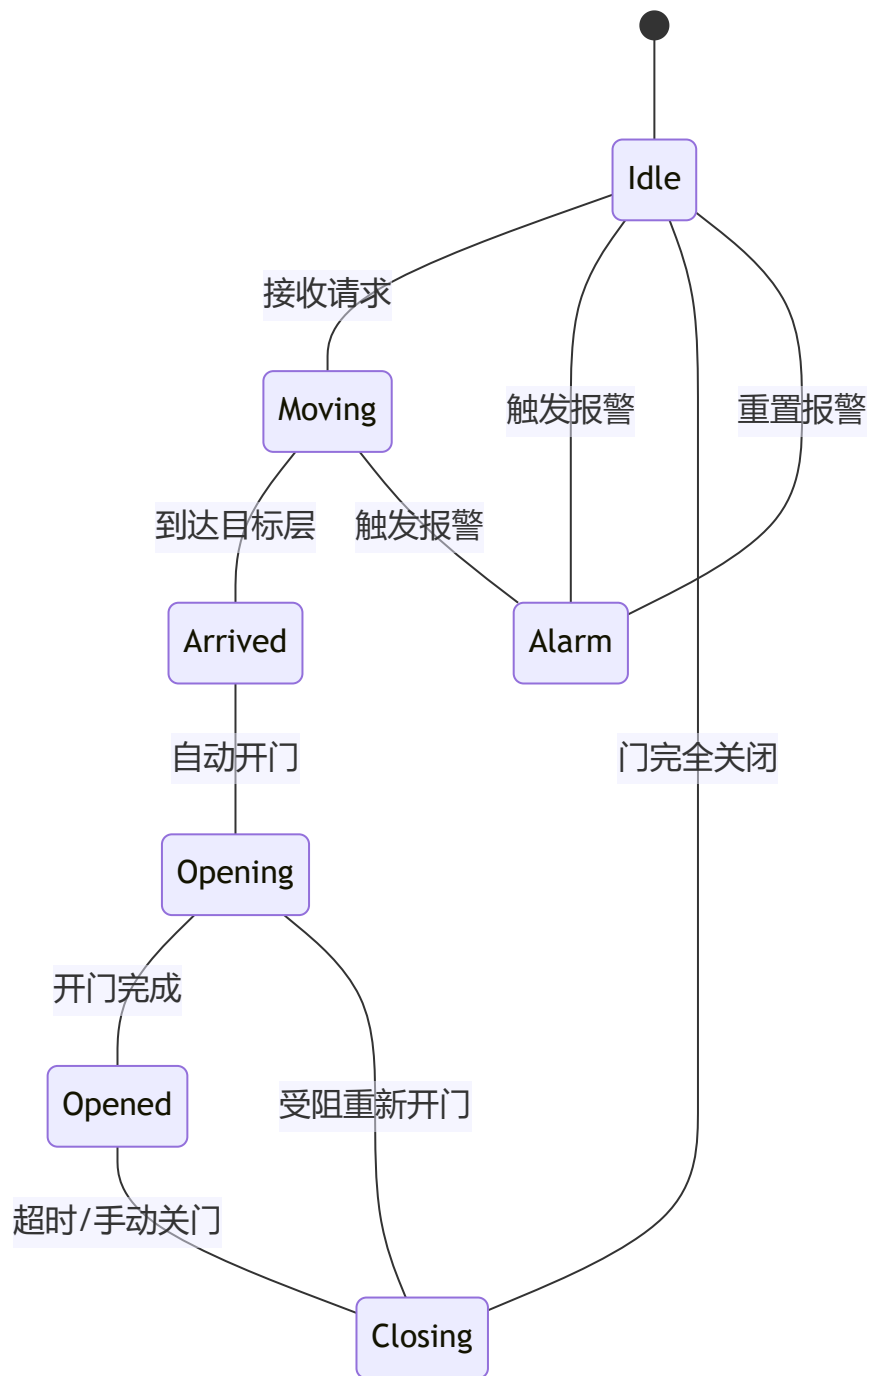 Idle
接收请求
Moving
触发报警
重置报警
到达目标层
触发报警
Arrived
Alarm
自动开门
门完全关闭
Opening
开门完成
Opened
受阻重新开门
超时/手动关门
Closing